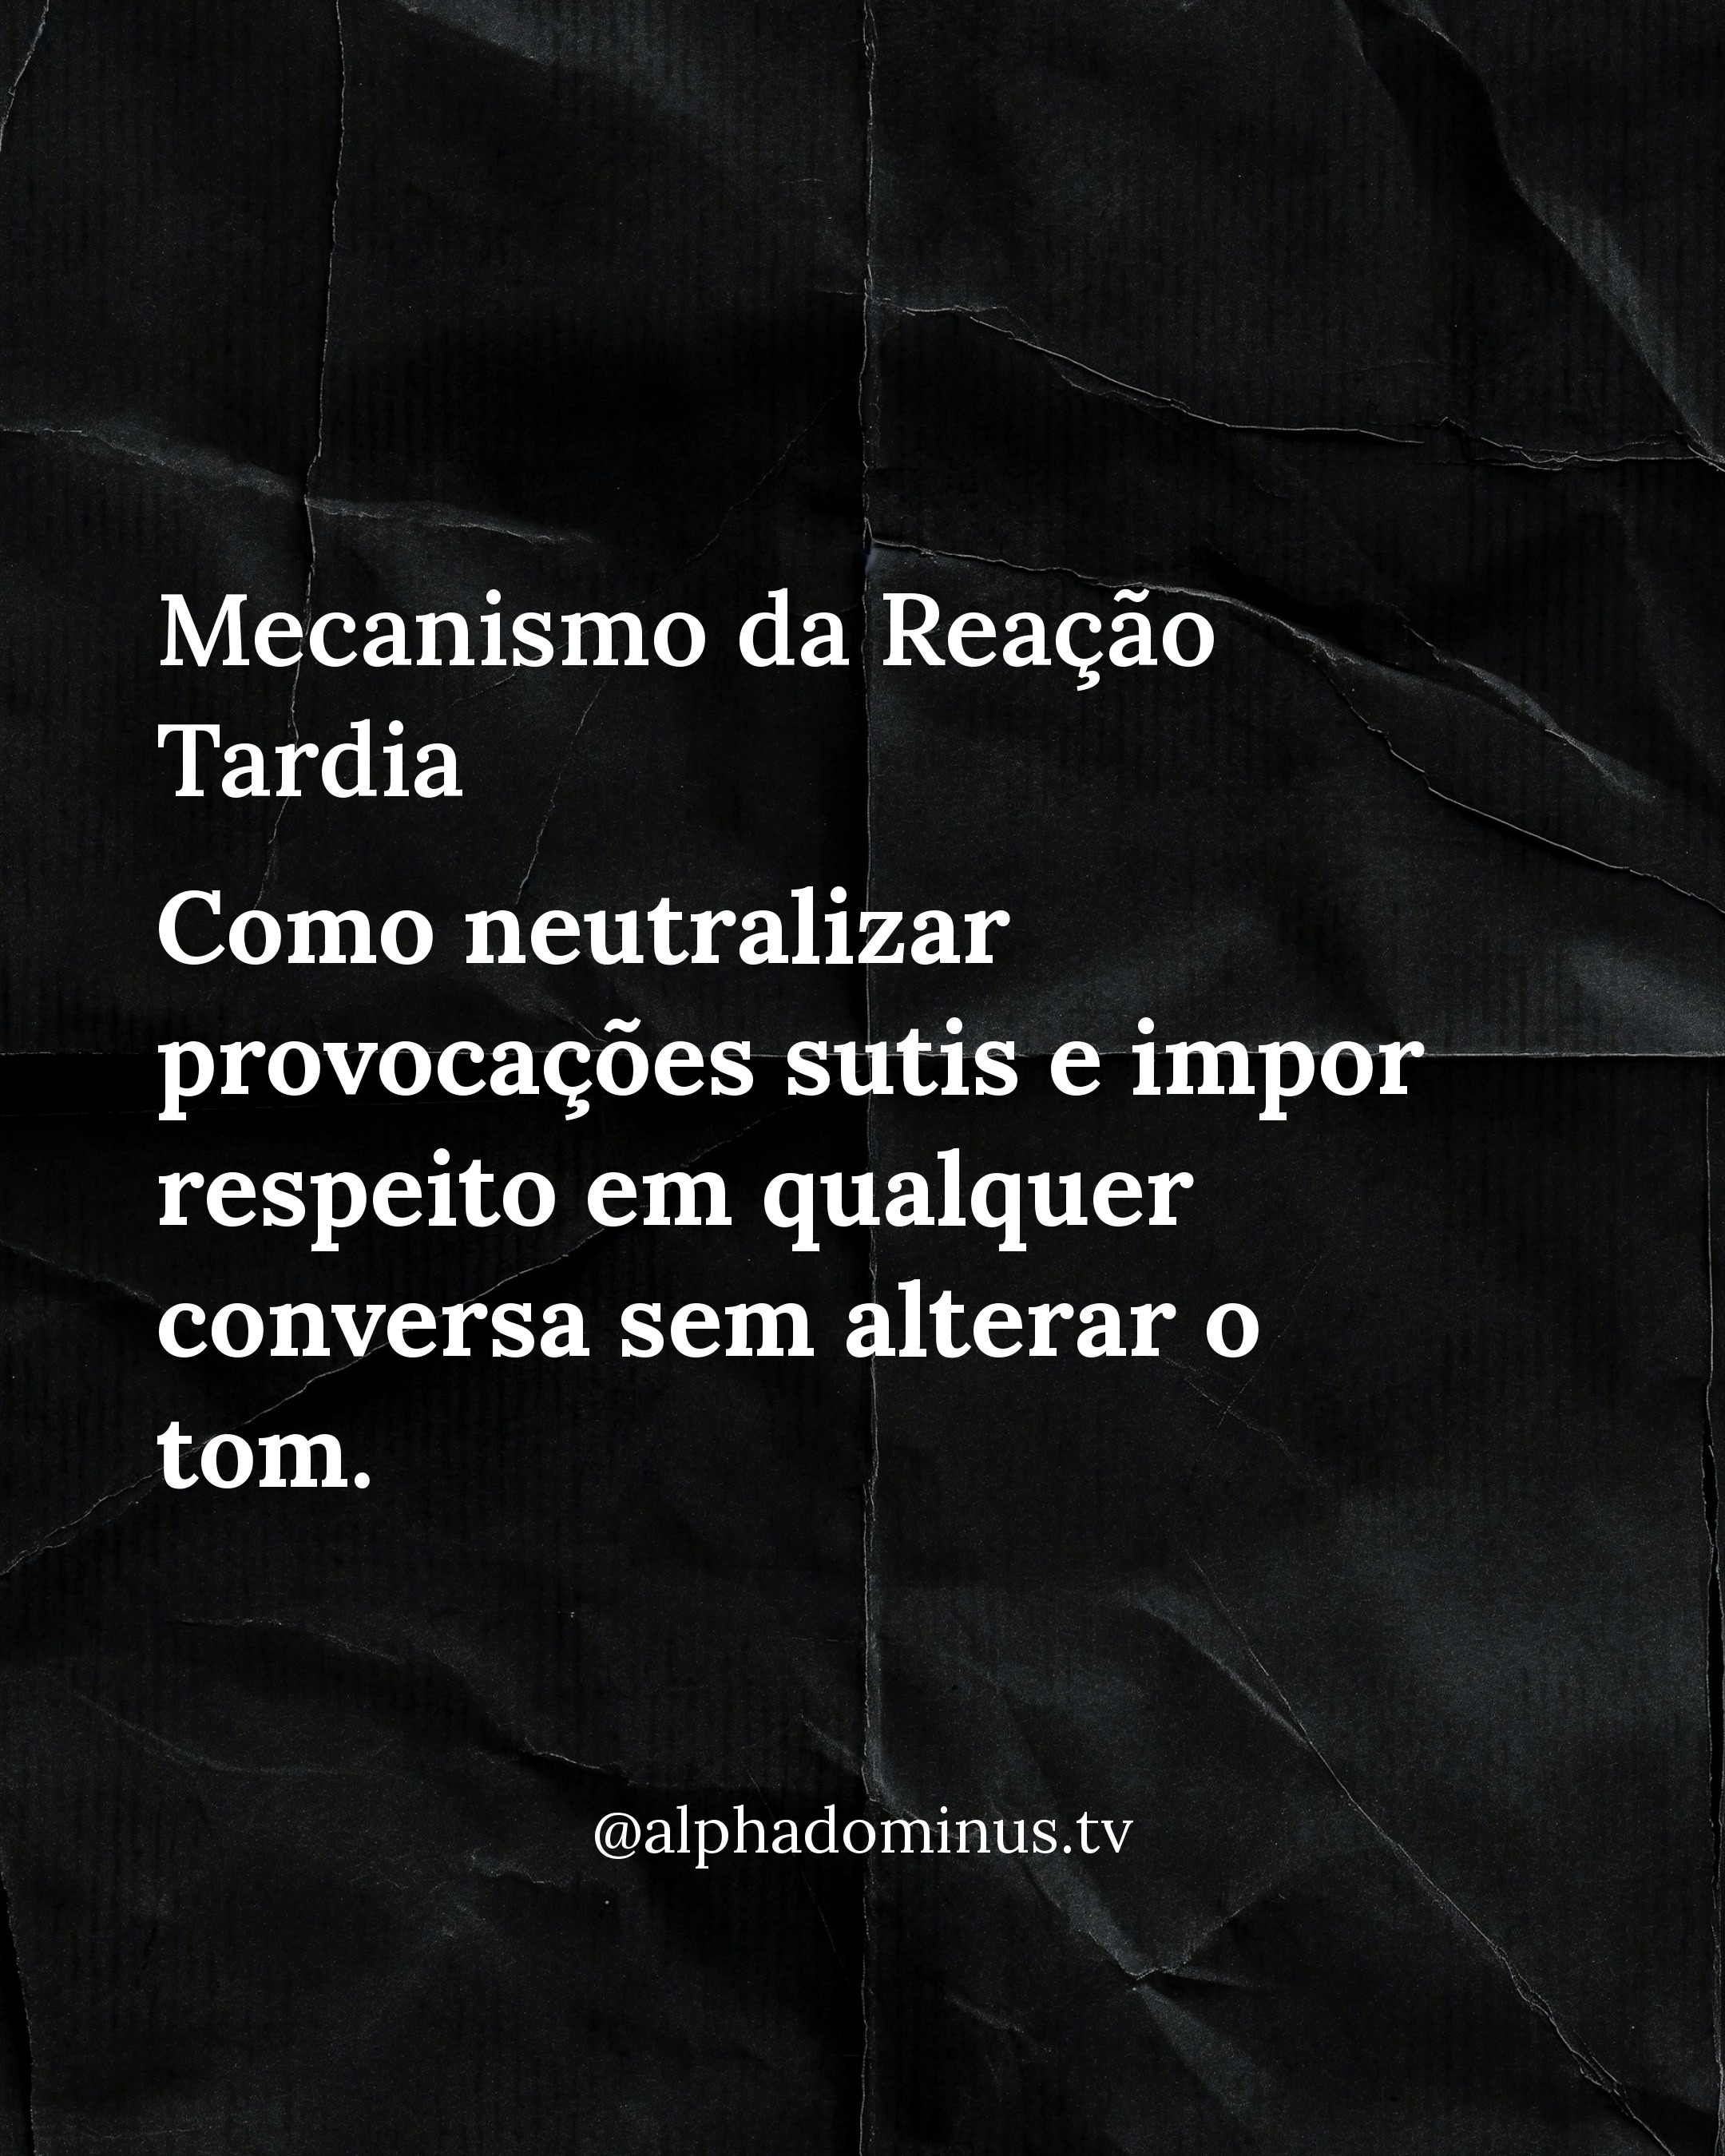 Mecanismo da Reação
Tardia
Como neutralizar
provocações sutis e impor
respeito em qualquer
conversa sem alterar o
tom.
@alphadominus.tv